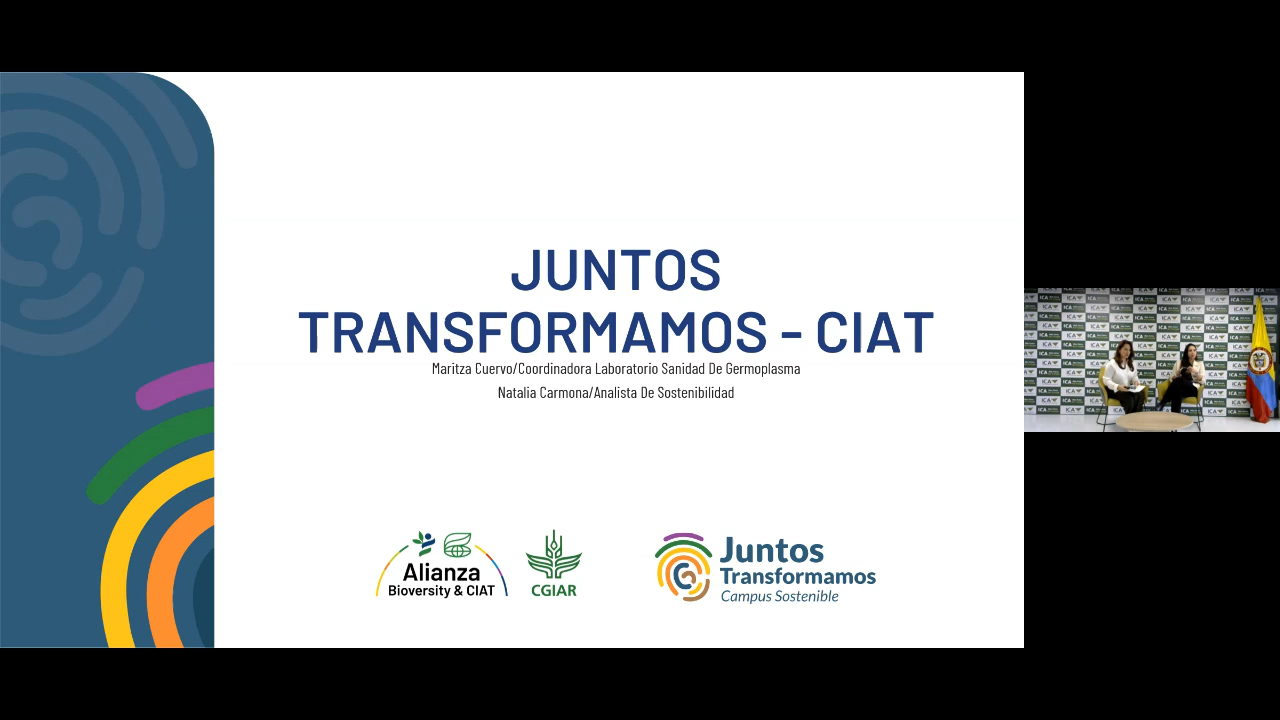 JUNTOS
TRANSFORMAMOS - CIAT
Maritza Cuervo/Coordinadora Laboratorio Sanidad De Germoplasma
Natalia Carmona/Analista De Sostenibilidad
Alianza
Bioversity & CIAT
CGIAR
Juntos
Transformamos
Campus Sostenible
ICA